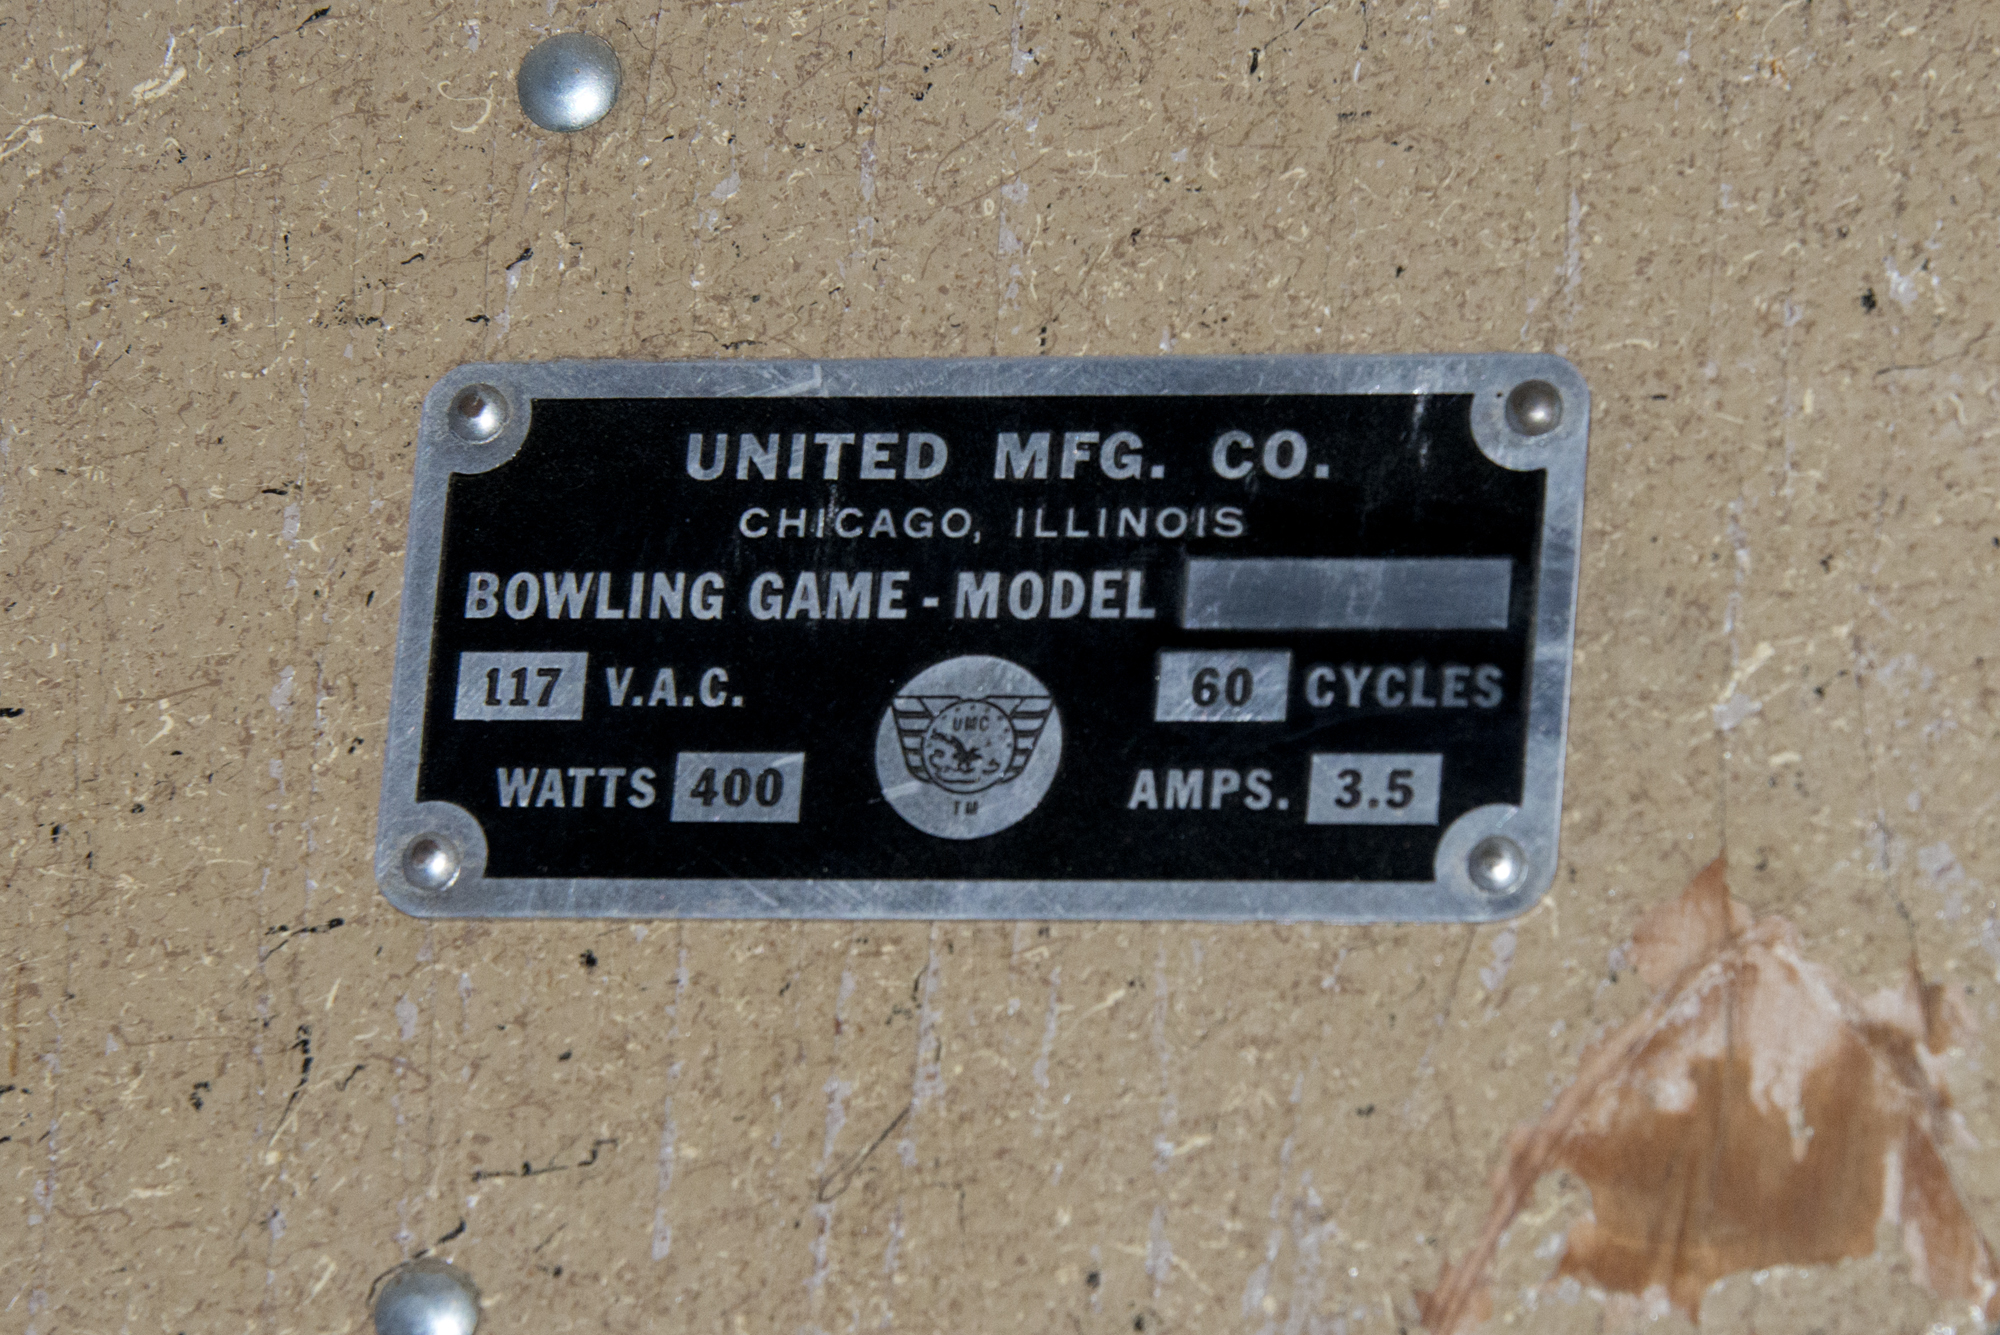 UNITED MFG. CO.
CHICAGO, ILLINOIS
BOWLING GAME - MODEL
117 V.A.C.
60 CYCLES
UMC
TM
WATTS 400
AMPS. 3.5